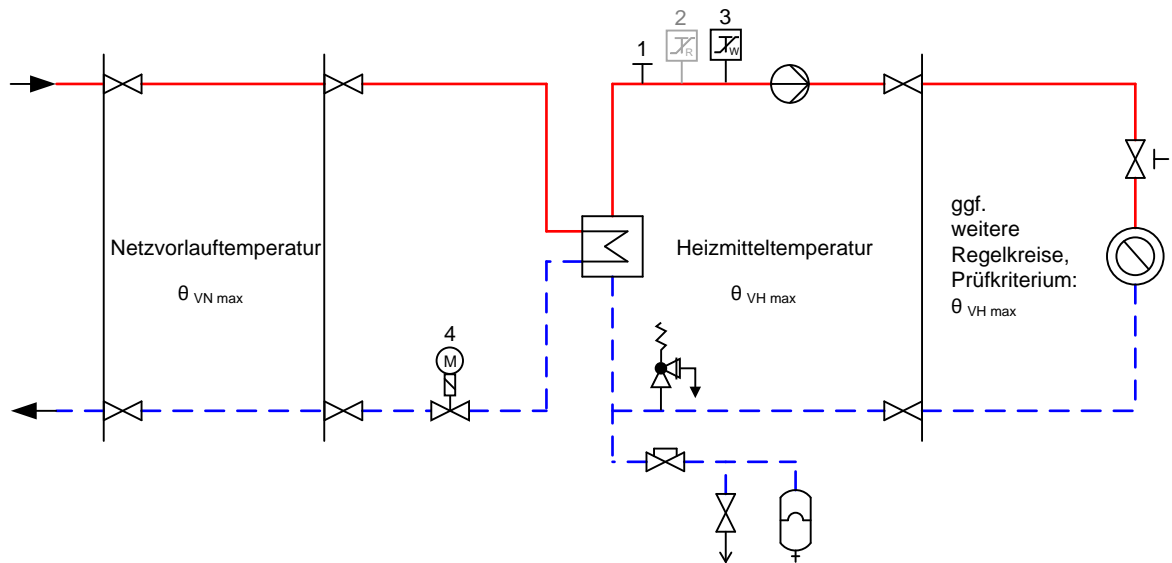 1
2
3
R
W
Netzvorlauftemperatur
θ VN max
Heizmitteltemperatur
θ VH max
ggf.
weitere
Regelkreise,
Prüfkriterium:
θ VH max
4
M